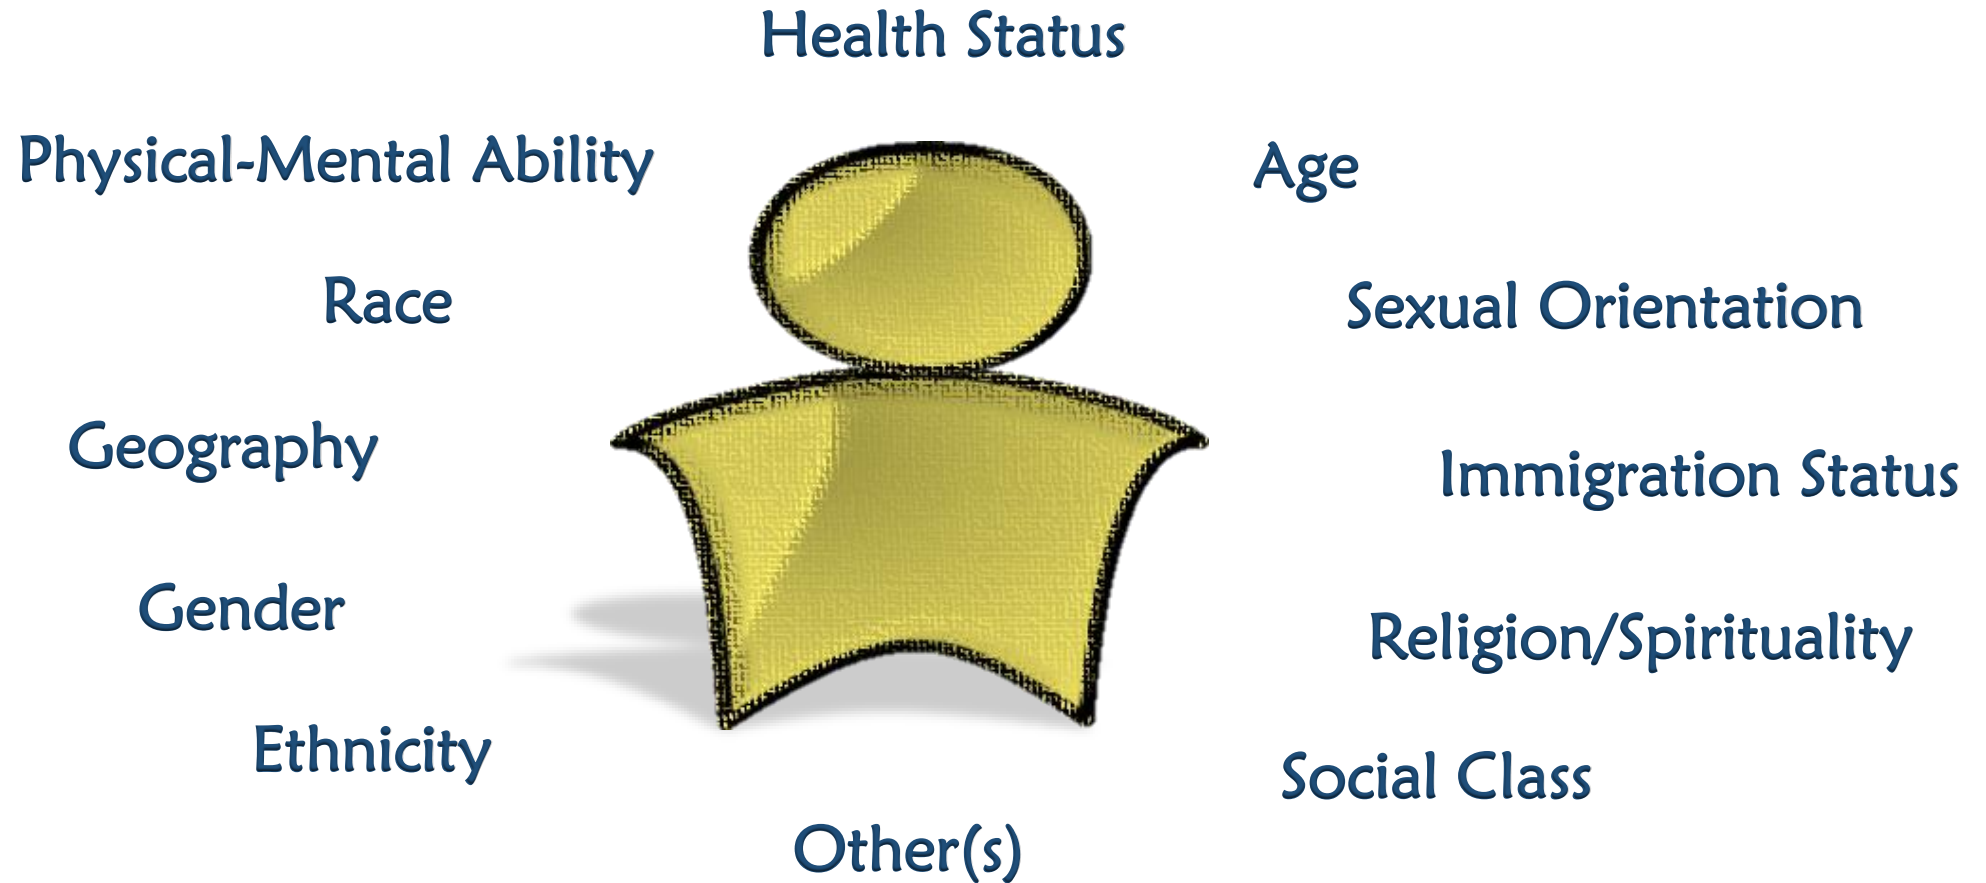 Health Status
Physical-Mental Ability
Age
Race
Sexual Orientation
Geography
Immigration Status
Gender
Religion/Spirituality
Ethnicity
Social Class
Other(s)